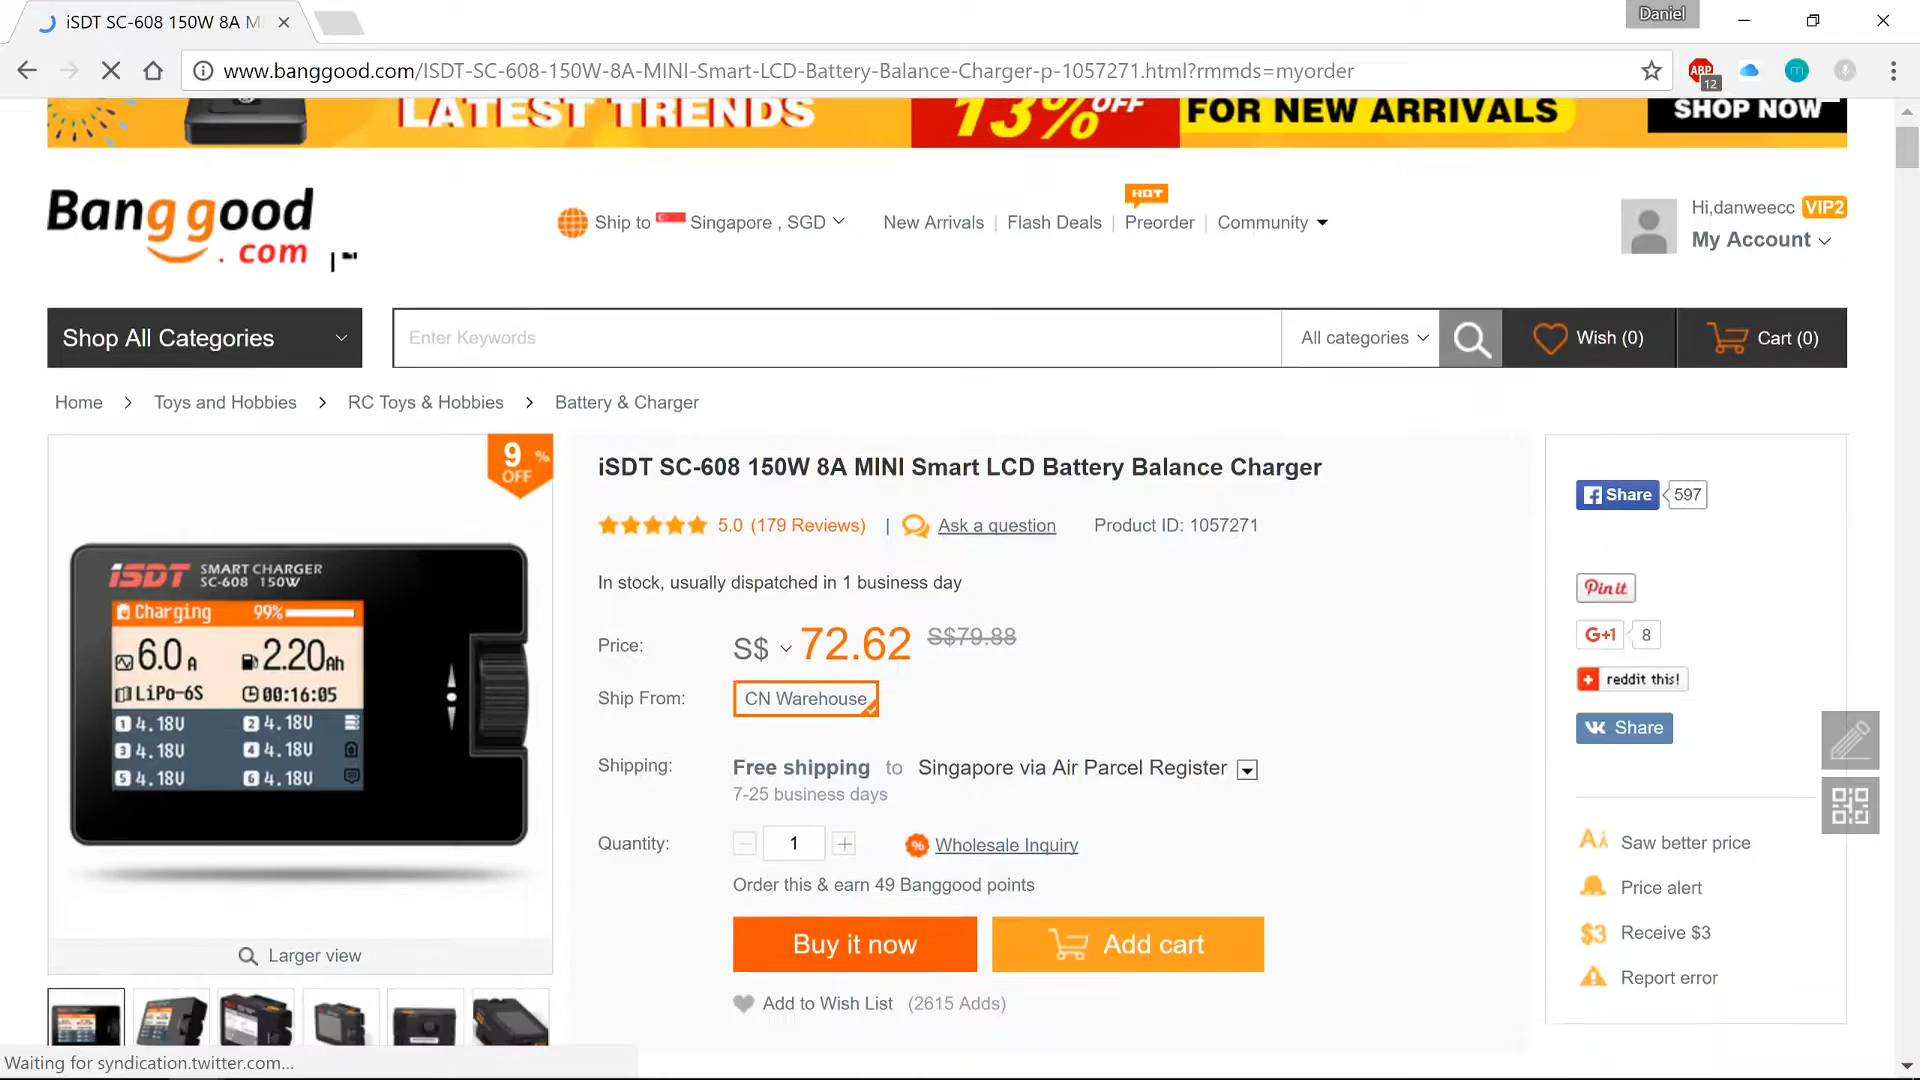 iSDT SC-608 150W 8A M
Daniel
www.banggood.com/ISDT-SC-608-150W-8A-MINI-Smart-LCD-Battery-Balance-Charger-p-1057271.html?rmmds=myorder
ABP
12
m
LATEST TRENDS
13% OFF
FOR NEW ARRIVALS
SHOP NOW
Banggood
.com
Ship to Singapore , SGD
New Arrivals | Flash Deals | Preorder | Community
HOT
Hi,danweecc VIP2
My Account
Shop All Categories
Enter Keywords
All categories
Wish (0)
Cart (0)
Home > Toys and Hobbies > RC Toys & Hobbies > Battery & Charger
9 %
OFF
iSDT SMART CHARGER
SC-608 150W
Charging 99%
6.0 A 2.20Ah
LiPo-6S 00:16:05
1 4.18V 2 4.18V
3 4.18V 4 4.18V
5 4.18V 6 4.18V
Larger view
iSDT SC-608 150W 8A MINI Smart LCD Battery Balance Charger
5.0 (179 Reviews) | Ask a question Product ID: 1057271
In stock, usually dispatched in 1 business day
Price: S$ 72.62 S$79.88
Ship From: CN Warehouse
Shipping: Free shipping to Singapore via Air Parcel Register
7-25 business days
Quantity: − 1 + % Wholesale Inquiry
Order this & earn 49 Banggood points
Buy it now
Add cart
Add to Wish List (2615 Adds)
Share 597
Pin it
G+1 8
reddit this!
Share
Saw better price
Price alert
$3 Receive $3
Report error
Waiting for syndication.twitter.com...